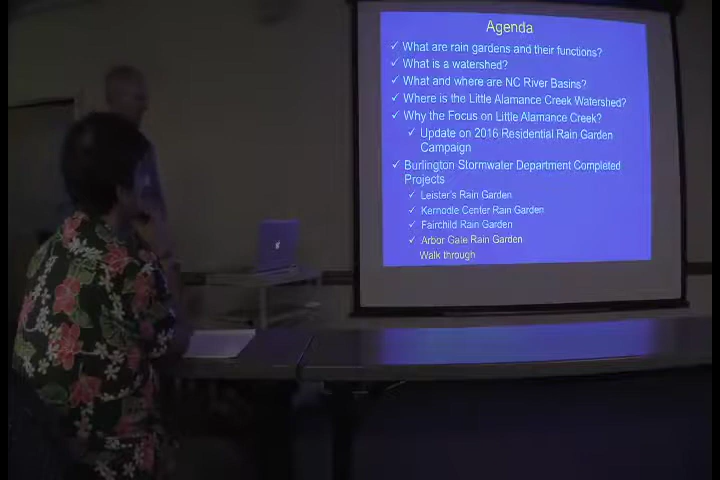 Agenda
✓ What are rain gardens and their functions?
✓ What is a watershed?
✓ What and where are NC River Basins?
✓ Where is the Little Alamance Creek Watershed?
✓ Why the Focus on Little Alamance Creek?
✓ Update on 2016 Residential Rain Garden
Campaign
✓ Burlington Stormwater Department Completed
Projects
✓ Leister's Rain Garden
✓ Kernodle Center Rain Garden
✓ Fairchild Rain Garden
✓ Arbor Gate Rain Garden
Walk through